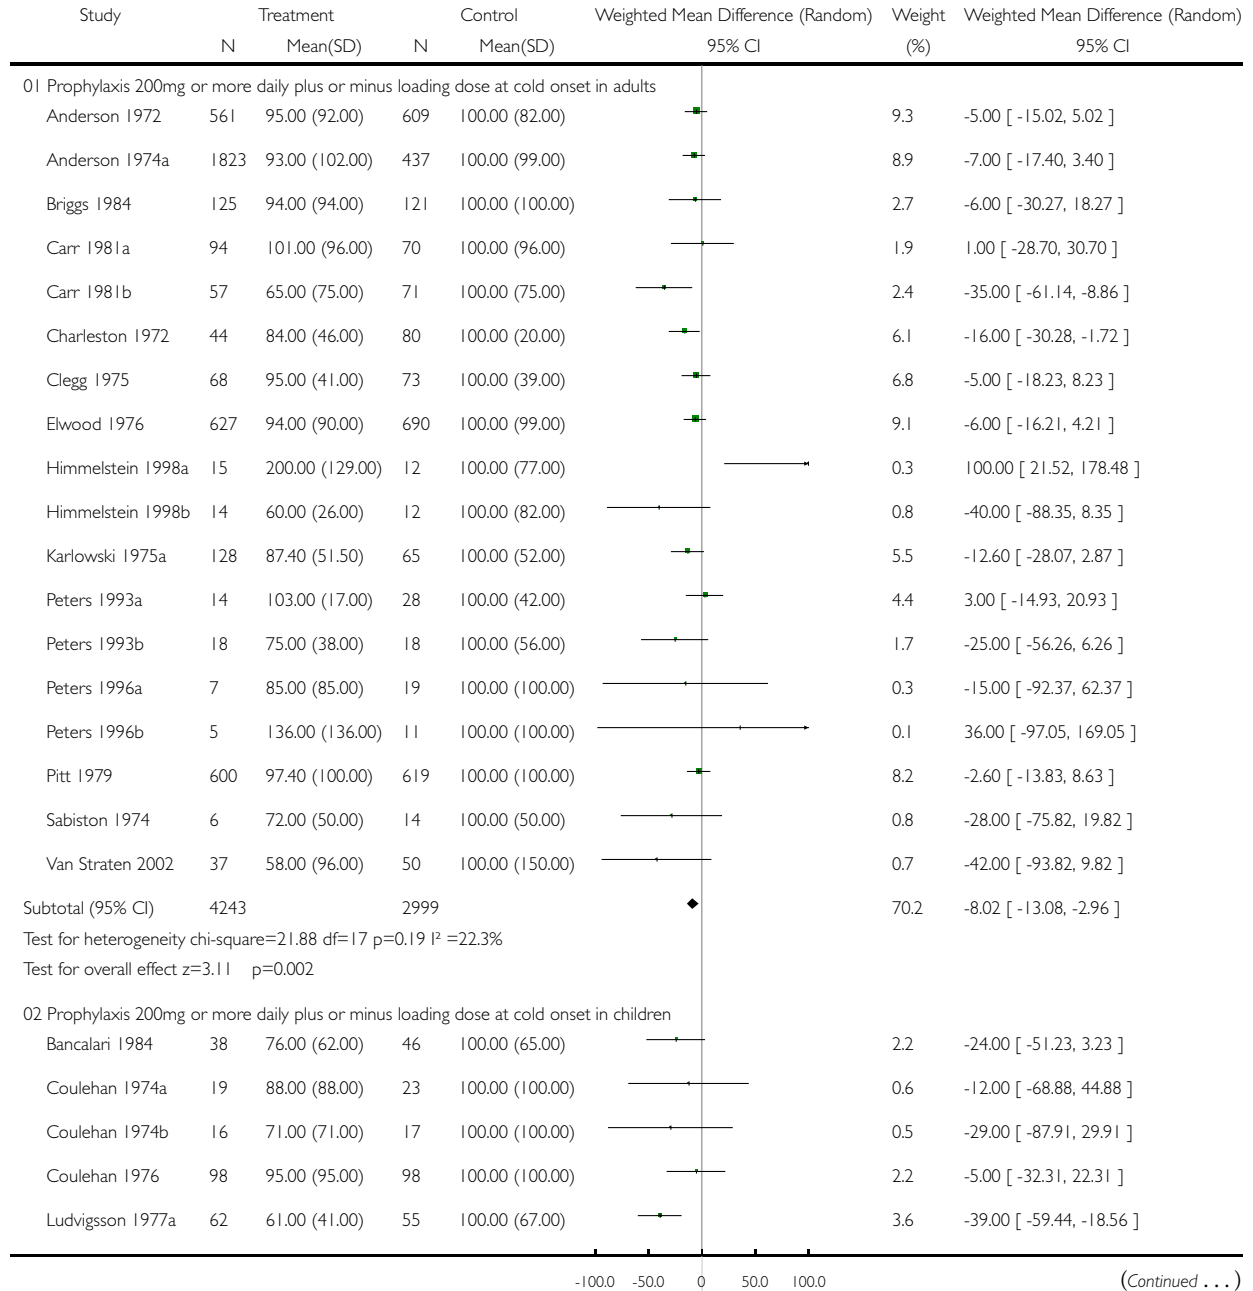 Study Treatment Control Weighted Mean Difference (Random) Weight Weighted Mean Difference (Random)
N Mean(SD) N Mean(SD) 95% CI (%) 95% CI
01 Prophylaxis 200mg or more daily plus or minus loading dose at cold onset in adults
Anderson 1972 561 95.00 (92.00) 609 100.00 (82.00) 9.3 -5.00 [ -15.02, 5.02 ]
Anderson 1974a 1823 93.00 (102.00) 437 100.00 (99.00) 8.9 -7.00 [ -17.40, 3.40 ]
Briggs 1984 125 94.00 (94.00) 121 100.00 (100.00) 2.7 -6.00 [ -30.27, 18.27 ]
Carr 1981a 94 101.00 (96.00) 70 100.00 (96.00) 1.9 1.00 [ -28.70, 30.70 ]
Carr 1981b 57 65.00 (75.00) 71 100.00 (75.00) 2.4 -35.00 [ -61.14, -8.86 ]
Charleston 1972 44 84.00 (46.00) 80 100.00 (20.00) 6.1 -16.00 [ -30.28, -1.72 ]
Clegg 1975 68 95.00 (41.00) 73 100.00 (39.00) 6.8 -5.00 [ -18.23, 8.23 ]
Elwood 1976 627 94.00 (90.00) 690 100.00 (99.00) 9.1 -6.00 [ -16.21, 4.21 ]
Himmelstein 1998a 15 200.00 (129.00) 12 100.00 (77.00) 0.3 100.00 [ 21.52, 178.48 ]
Himmelstein 1998b 14 60.00 (26.00) 12 100.00 (82.00) 0.8 -40.00 [ -88.35, 8.35 ]
Karlowski 1975a 128 87.40 (51.50) 65 100.00 (52.00) 5.5 -12.60 [ -28.07, 2.87 ]
Peters 1993a 14 103.00 (17.00) 28 100.00 (42.00) 4.4 3.00 [ -14.93, 20.93 ]
Peters 1993b 18 75.00 (38.00) 18 100.00 (56.00) 1.7 -25.00 [ -56.26, 6.26 ]
Peters 1996a 7 85.00 (85.00) 19 100.00 (100.00) 0.3 -15.00 [ -92.37, 62.37 ]
Peters 1996b 5 136.00 (136.00) 11 100.00 (100.00) 0.1 36.00 [ -97.05, 169.05 ]
Pitt 1979 600 97.40 (100.00) 619 100.00 (100.00) 8.2 -2.60 [ -13.83, 8.63 ]
Sabiston 1974 6 72.00 (50.00) 14 100.00 (50.00) 0.8 -28.00 [ -75.82, 19.82 ]
Van Straten 2002 37 58.00 (96.00) 50 100.00 (150.00) 0.7 -42.00 [ -93.82, 9.82 ]
Subtotal (95% CI) 4243 2999 70.2 -8.02 [ -13.08, -2.96 ]
Test for heterogeneity chi-square=21.88 df=17 p=0.19 I² =22.3%
Test for overall effect z=3.11 p=0.002
02 Prophylaxis 200mg or more daily plus or minus loading dose at cold onset in children
Bancalari 1984 38 76.00 (62.00) 46 100.00 (65.00) 2.2 -24.00 [ -51.23, 3.23 ]
Coulehan 1974a 19 88.00 (88.00) 23 100.00 (100.00) 0.6 -12.00 [ -68.88, 44.88 ]
Coulehan 1974b 16 71.00 (71.00) 17 100.00 (100.00) 0.5 -29.00 [ -87.91, 29.91 ]
Coulehan 1976 98 95.00 (95.00) 98 100.00 (100.00) 2.2 -5.00 [ -32.31, 22.31 ]
Ludvigsson 1977a 62 61.00 (41.00) 55 100.00 (67.00) 3.6 -39.00 [ -59.44, -18.56 ]
-100.0 -50.0 0 50.0 100.0 (Continued . . . )